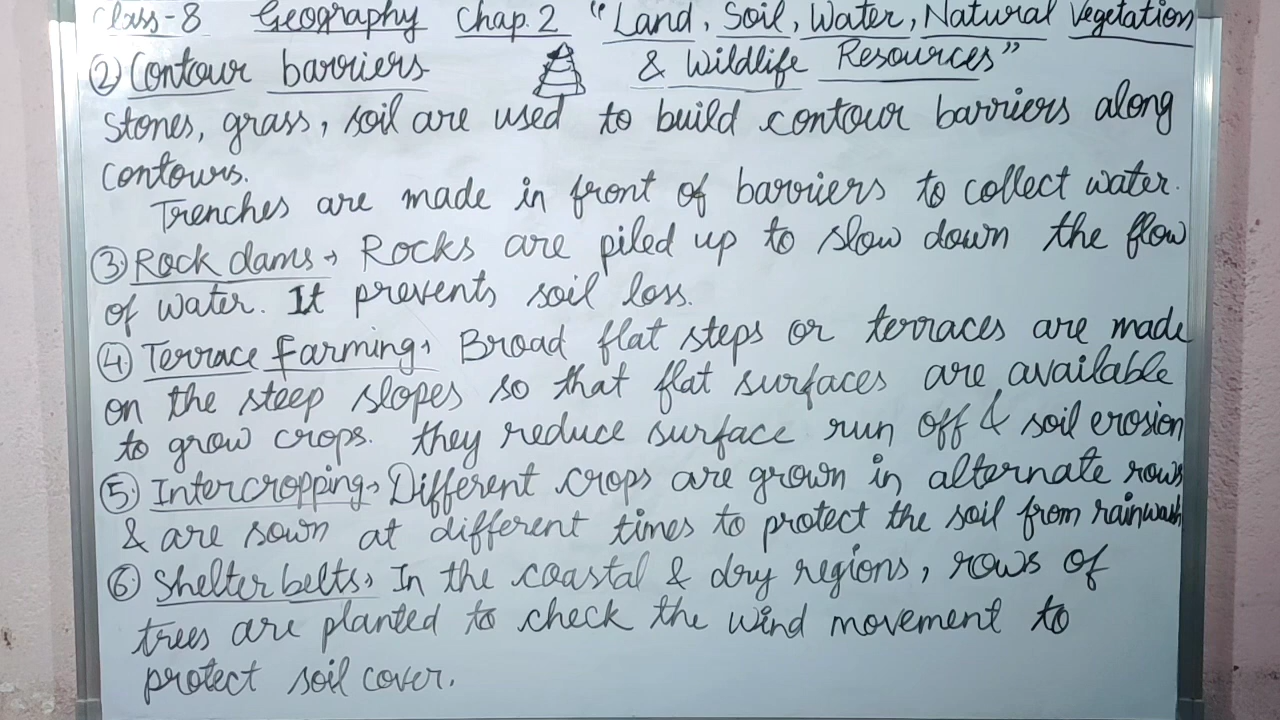 Class-8 Geography Chap. 2 "Land, Soil, Water, Natural Vegetation
② Contour barriers & Wildlife Resources"
Stones, grass, soil are used to build contour barriers along
contours.
Trenches are made in front of barriers to collect water.
③ Rock dams → Rocks are piled up to slow down the flow
of water. It prevents soil loss.
④ Terrace farming → Broad flat steps or terraces are made
on the steep slopes so that flat surfaces are available
to grow crops. They reduce surface run off & soil erosion
⑤ Intercropping → Different crops are grown in alternate rows
& are sown at different times to protect the soil from rainwash
⑥ Shelter belts → In the coastal & dry regions, rows of
trees are planted to check the wind movement to
protect soil cover.